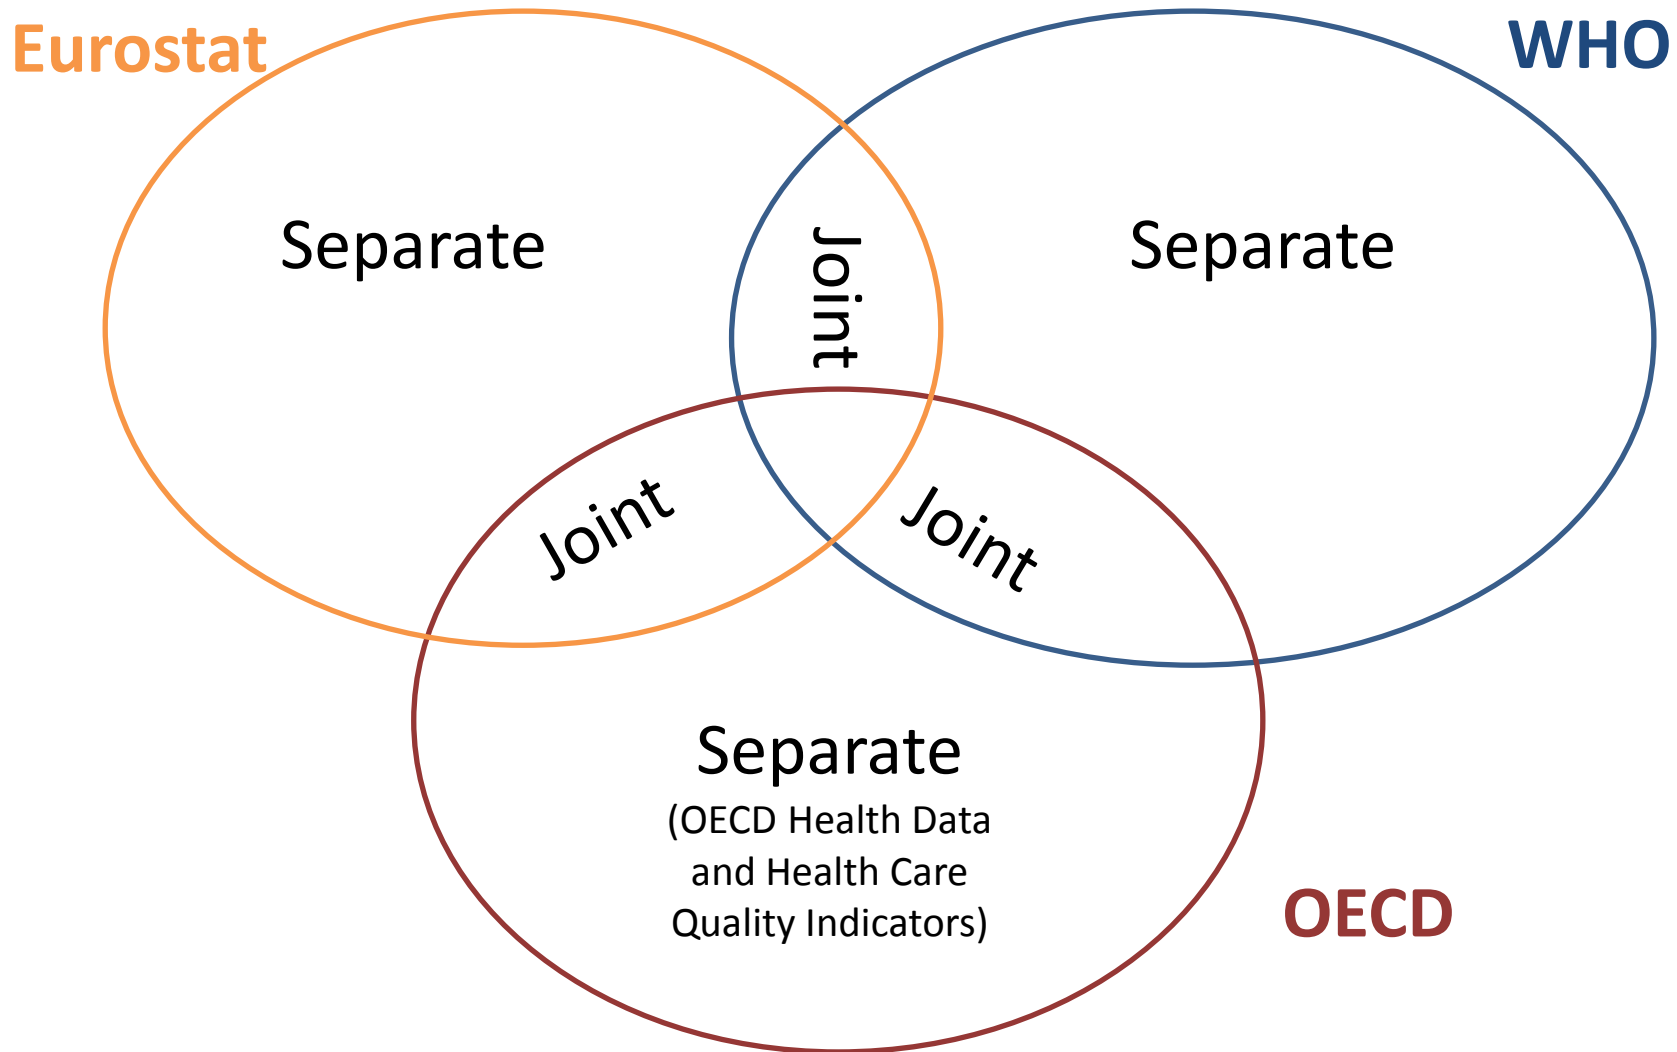 Eurostat
WHO
Separate
Joint
Separate
Joint
Joint
Separate
(OECD Health Data
and Health Care
Quality Indicators)
OECD